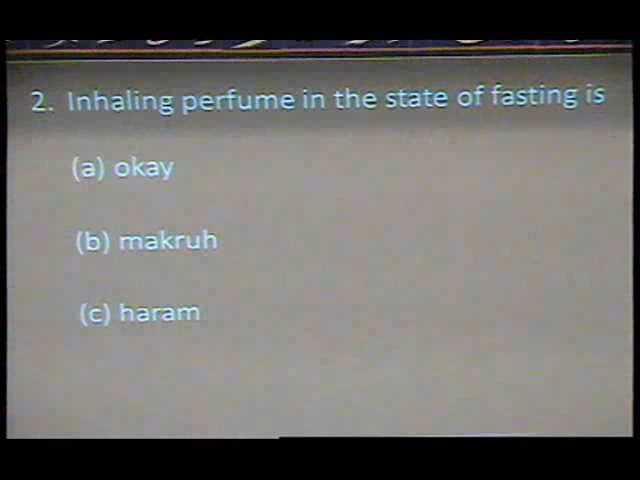 2. Inhaling perfume in the state of fasting is
(a) okay
(b) makruh
(c) haram